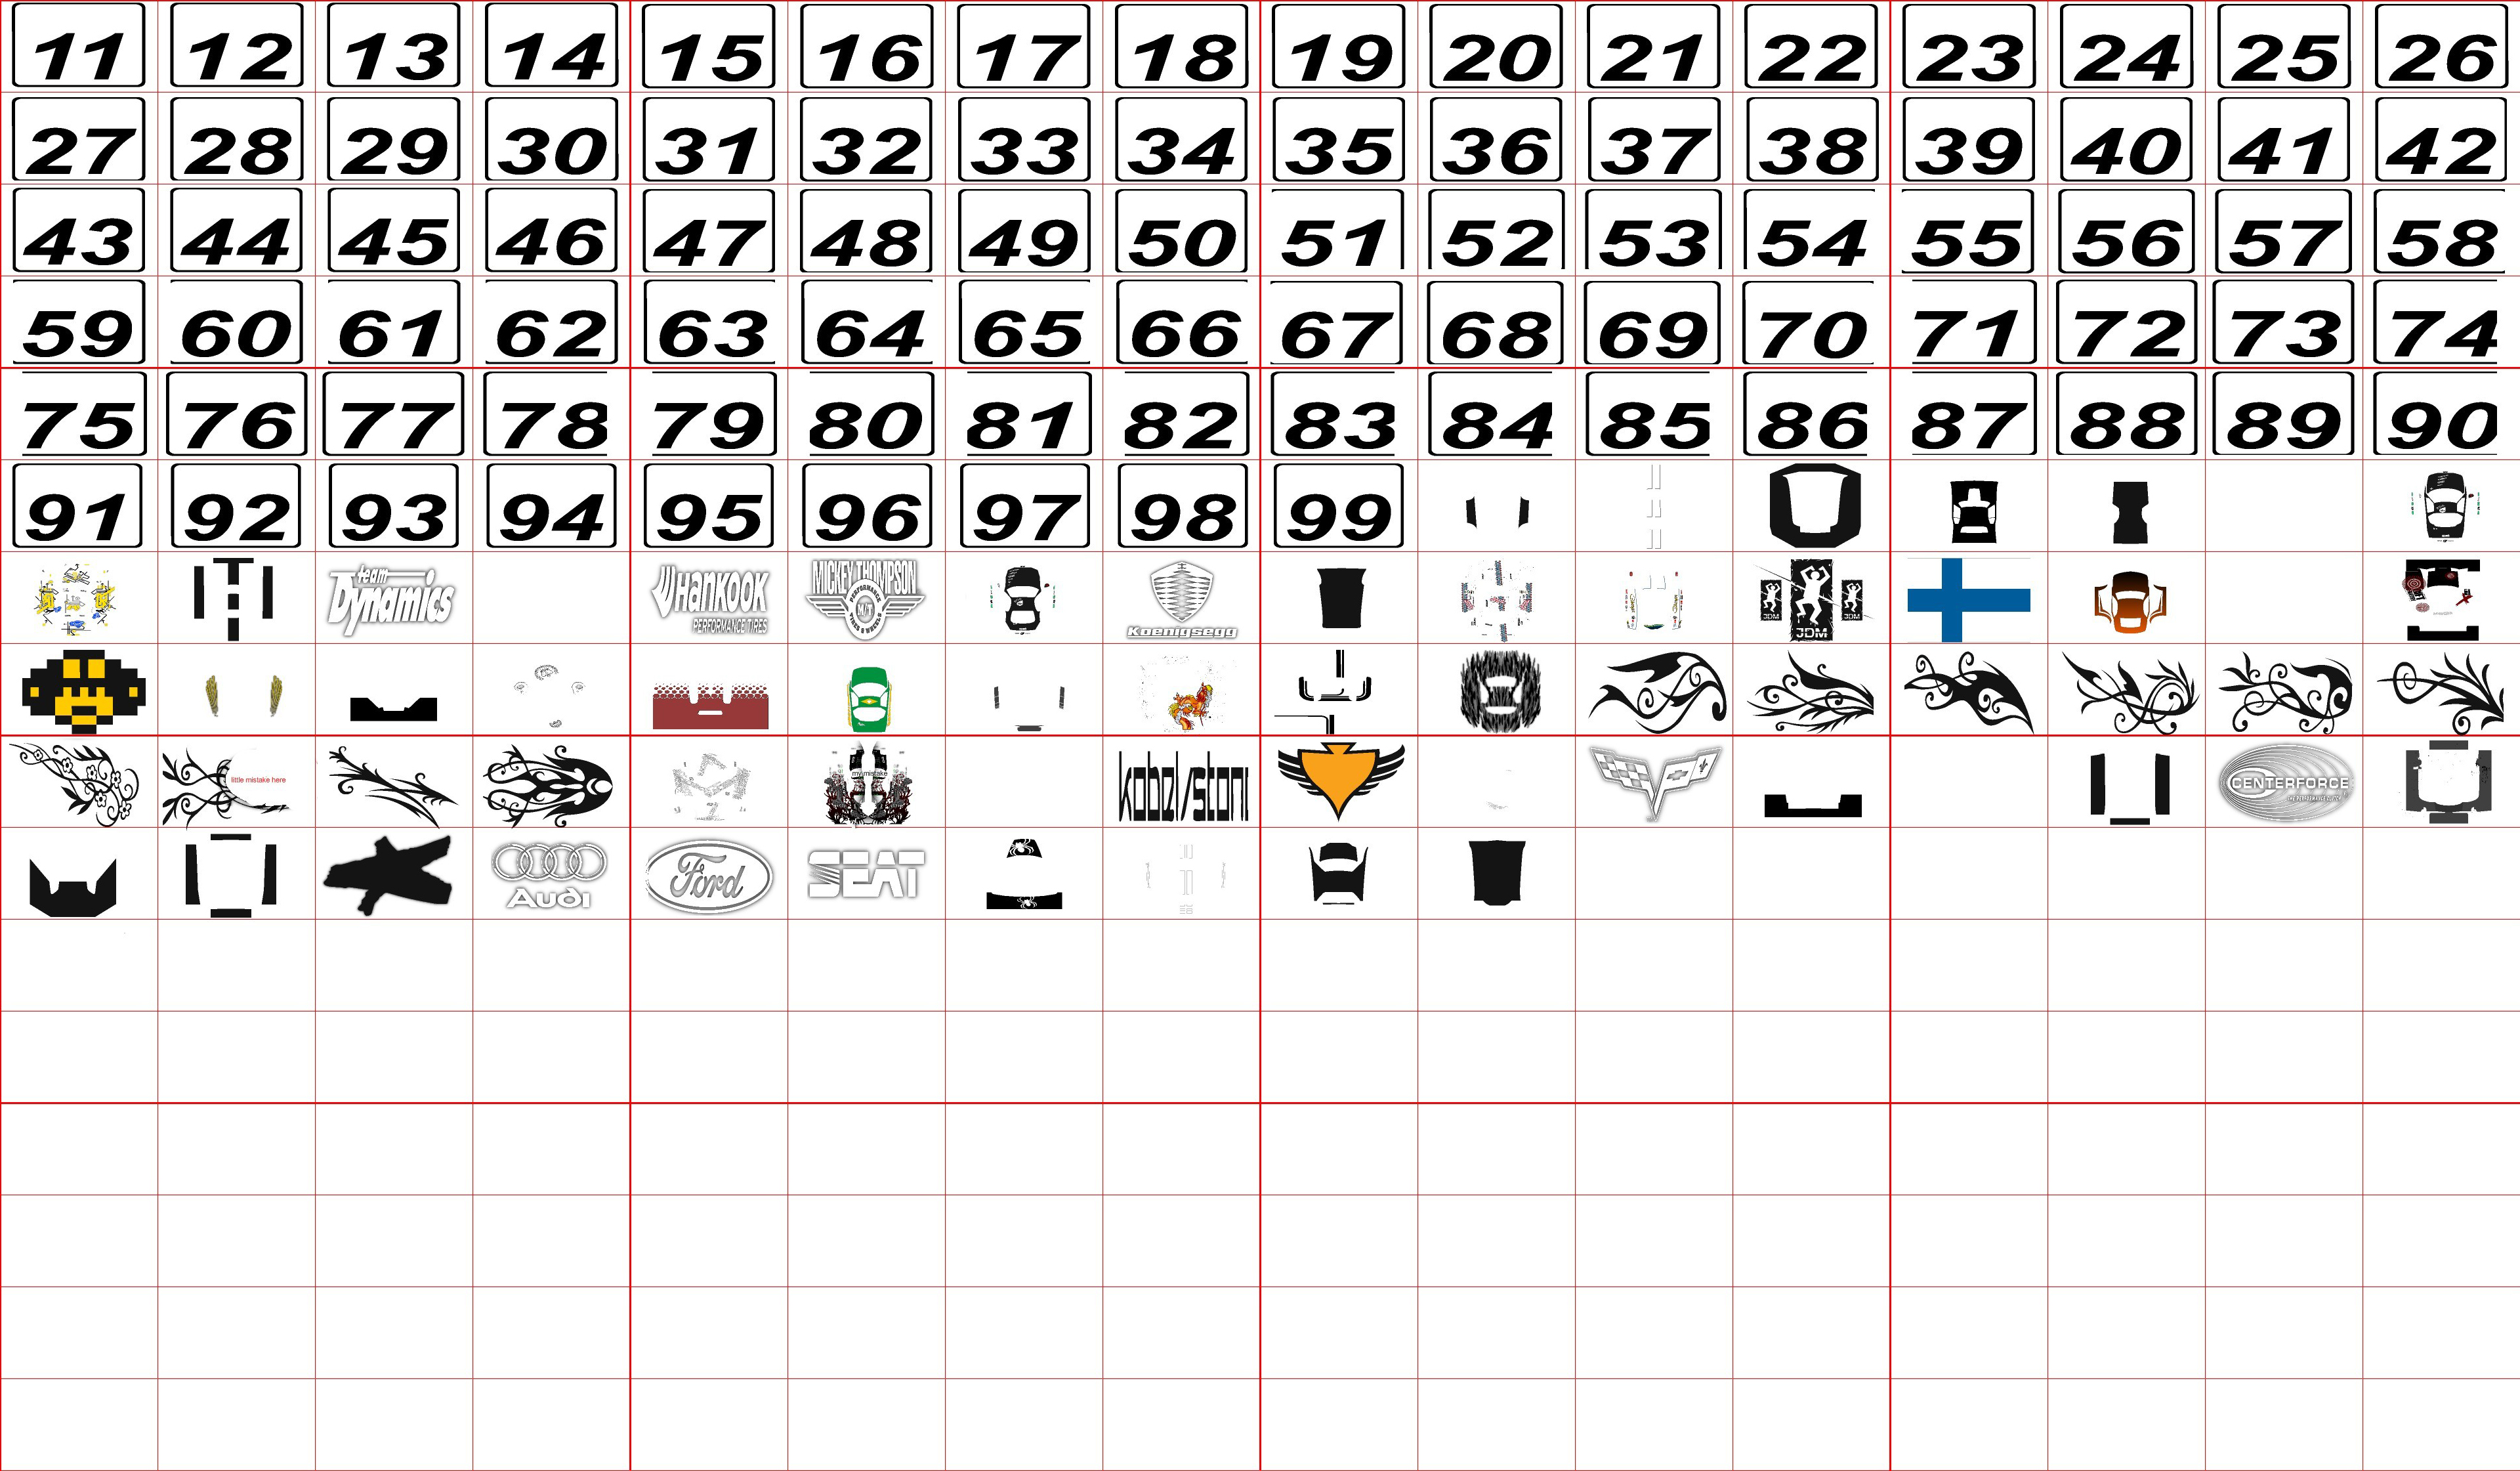 11 12 13 14 15 16 17 18 19 20 21 22 23 24 25 26
27 28 29 30 31 32 33 34 35 36 37 38 39 40 41 42
43 44 45 46 47 48 49 50 51 52 53 54 55 56 57 58
59 60 61 62 63 64 65 66 67 68 69 70 71 72 73 74
75 76 77 78 79 80 81 82 83 84 85 86 87 88 89 90
91 92 93 94 95 96 97 98 99
team
Dynamics
Hankook
PERFORMANCE TIRES
MICKEY THOMPSON
PERFORMANCE
M/T
TIRES & WHEELS
Koenigsegg
JDM
JDM
JDM
little mistake here
my mistake
CENTERFORCE
Audi
Ford
SEAT